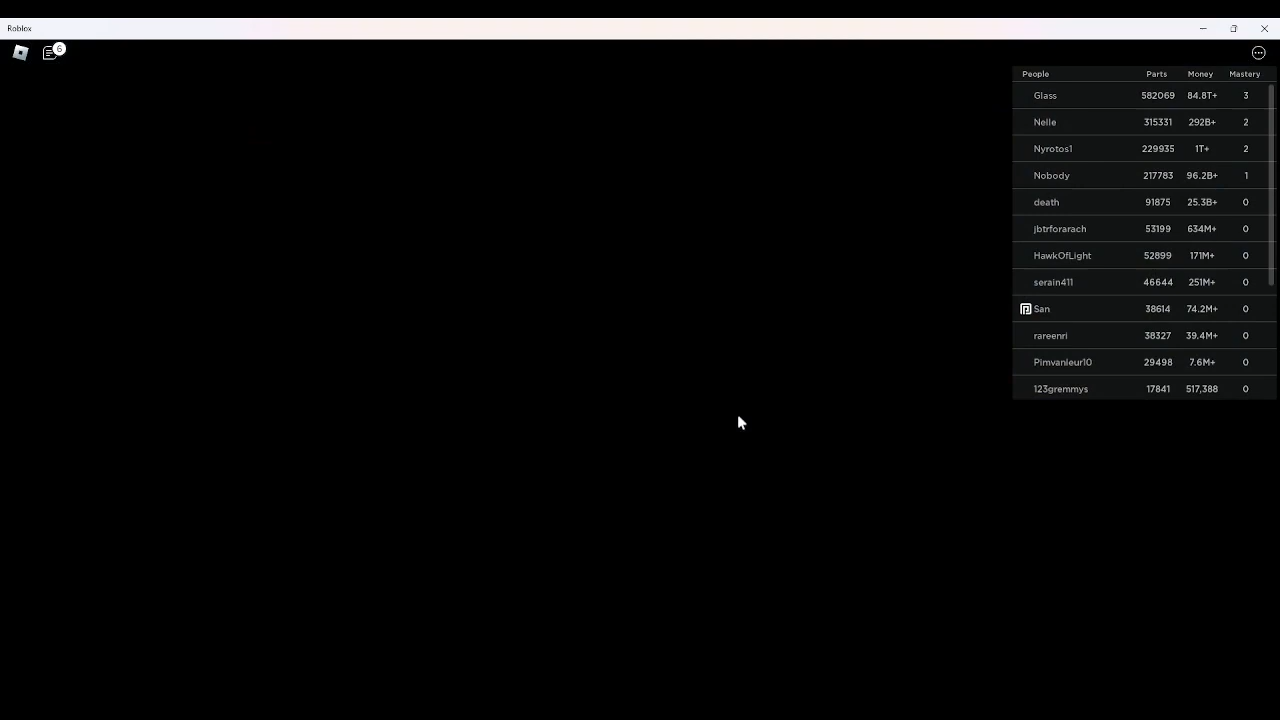 Roblox
6
People Parts Money Mastery
Glass 582069 84.8T+ 3
Nelle 315331 292B+ 2
Nyrotos1 229935 1T+ 2
Nobody 217783 96.2B+ 1
death 91875 25.3B+ 0
jbtrforarach 53199 634M+ 0
HawkOfLight 52899 171M+ 0
serain411 46644 251M+ 0
San 38614 74.2M+ 0
rareenri 38327 39.4M+ 0
Pimvanleur10 29498 7.6M+ 0
123gremmys 17841 517,388 0